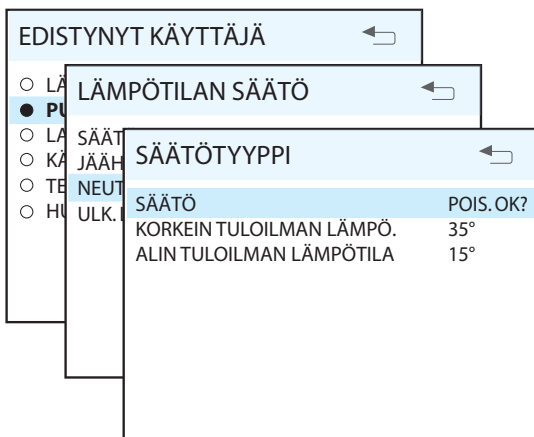 EDISTYNYT KÄYTTÄJÄ
LÄMPÖTILAN SÄÄTÖ
SÄÄTÖTYYPPI
SÄÄTÖ POIS. OK?
KORKEIN TULOILMAN LÄMPÖ. 35°
ALIN TULOILMAN LÄMPÖTILA 15°